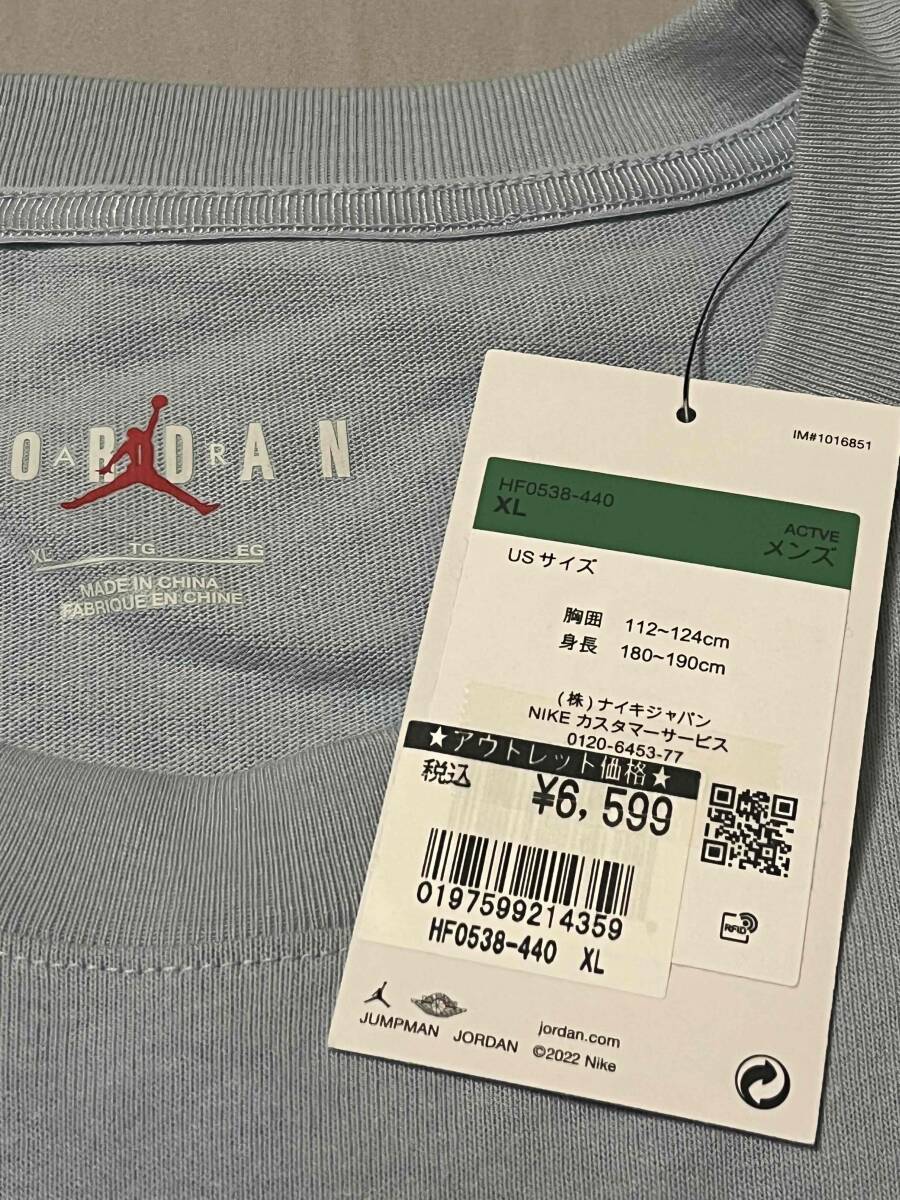 ORDAN
AIR
XL TG EG
MADE IN CHINA
FABRIQUE EN CHINE
IM#1016851
HF0538-440
XL
ACTVE
メンズ
USサイズ
胸囲 112~124cm
身長 180~190cm
(株)ナイキジャパン
NIKE カスタマーサービス
0120-6453-77
★アウトレット価格★
税込 ¥6,599
0197599214359
HF0538-440 XL
RFID
JUMPMAN JORDAN
jordan.com
©2022 Nike